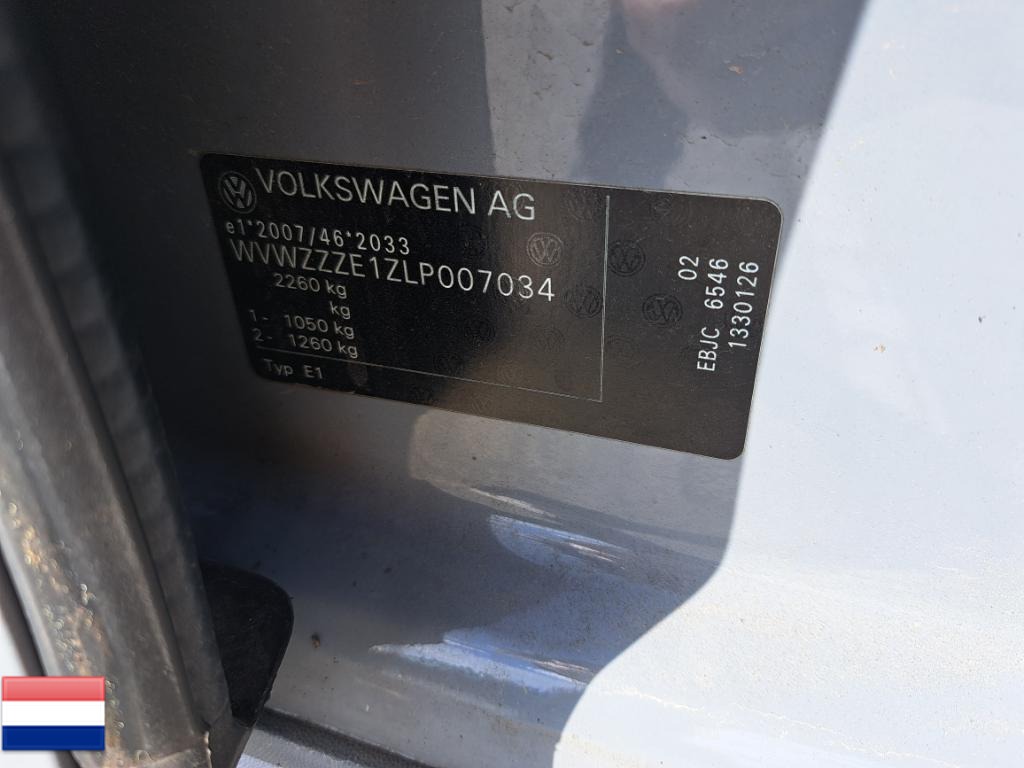 VOLKSWAGEN AG
e1*2007/46*2033
WVWZZZE1ZLP007034
2260 kg
kg
1- 1050 kg
2- 1260 kg
Typ E1
02
EBJC 6546
1330126